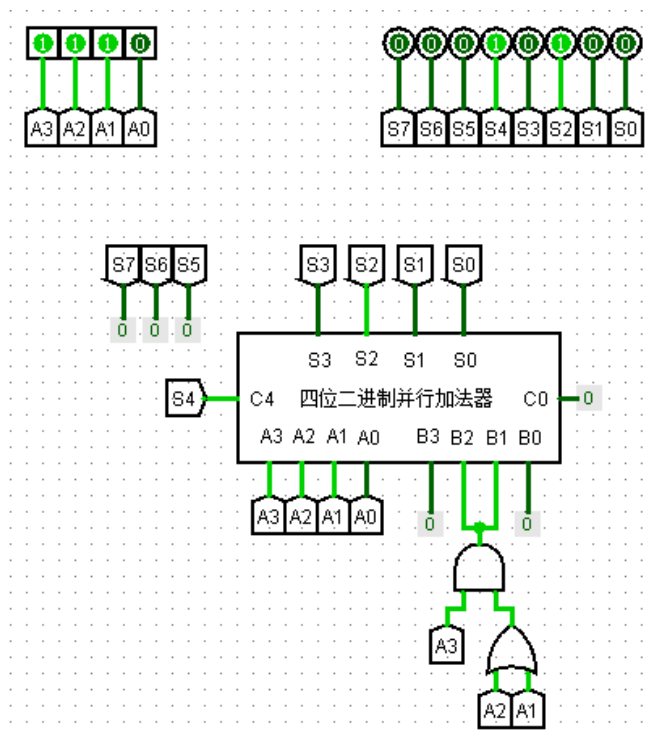 1 1 1 0 0 0 0 1 0 1 0 0
A3 A2 A1 A0 S7 S6 S5 S4 S3 S2 S1 S0
S7 S6 S5 S3 S2 S1 S0
0 0 0
S3 S2 S1 S0
S4 C4 四位二进制并行加法器 C0 0
A3 A2 A1 A0 B3 B2 B1 B0
A3 A2 A1 A0 0 0
A3
A2 A1